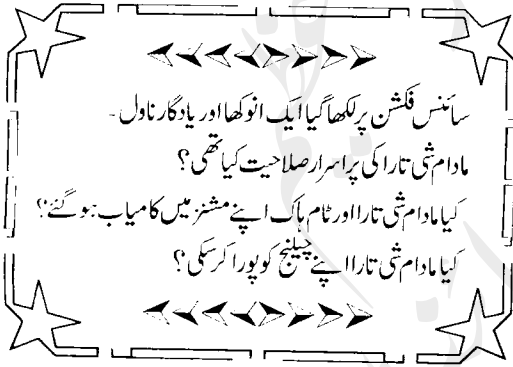 سائنس فکشن پر لکھا گیا ایک انوکھا اور یادگار ناول۔
مادام شی تارا کی پراسرار صلاحیت کیا تھی؟
کیا مادام شی تارا اور ٹام ہاک اپنے مشنز میں کامیاب ہو گئے؟
کیا مادام شی تارا اپنے چیلنج کو پورا کر سکی؟